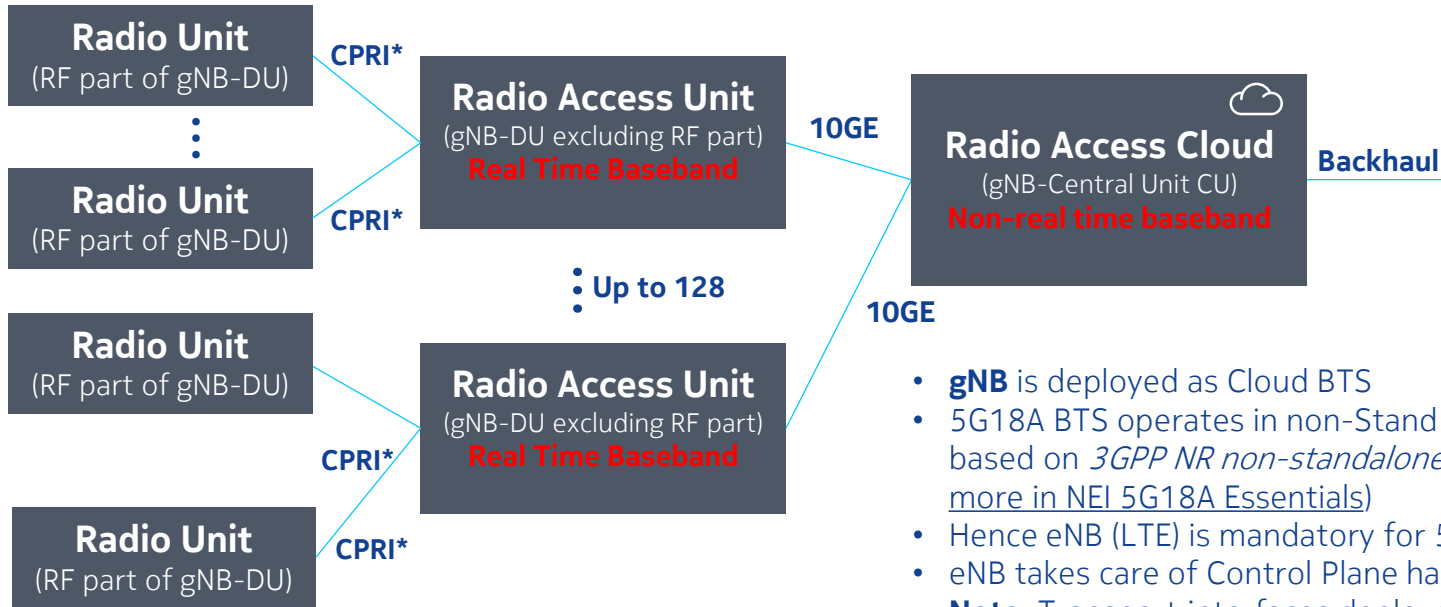 Radio Unit
(RF part of gNB-DU)
CPRI*
Radio Unit
(RF part of gNB-DU)
CPRI*
Radio Access Unit
(gNB-DU excluding RF part)
Real Time Baseband
10GE
Radio Access Cloud
(gNB-Central Unit CU)
Non-real time baseband
Backhaul
Up to 128
10GE
Radio Unit
(RF part of gNB-DU)
CPRI*
Radio Unit
(RF part of gNB-DU)
CPRI*
Radio Access Unit
(gNB-DU excluding RF part)
Real Time Baseband
• gNB is deployed as Cloud BTS
• 5G18A BTS operates in non-Stand
based on 3GPP NR non-standalone
more in NEI 5G18A Essentials)
• Hence eNB (LTE) is mandatory for
• eNB takes care of Control Plane ha